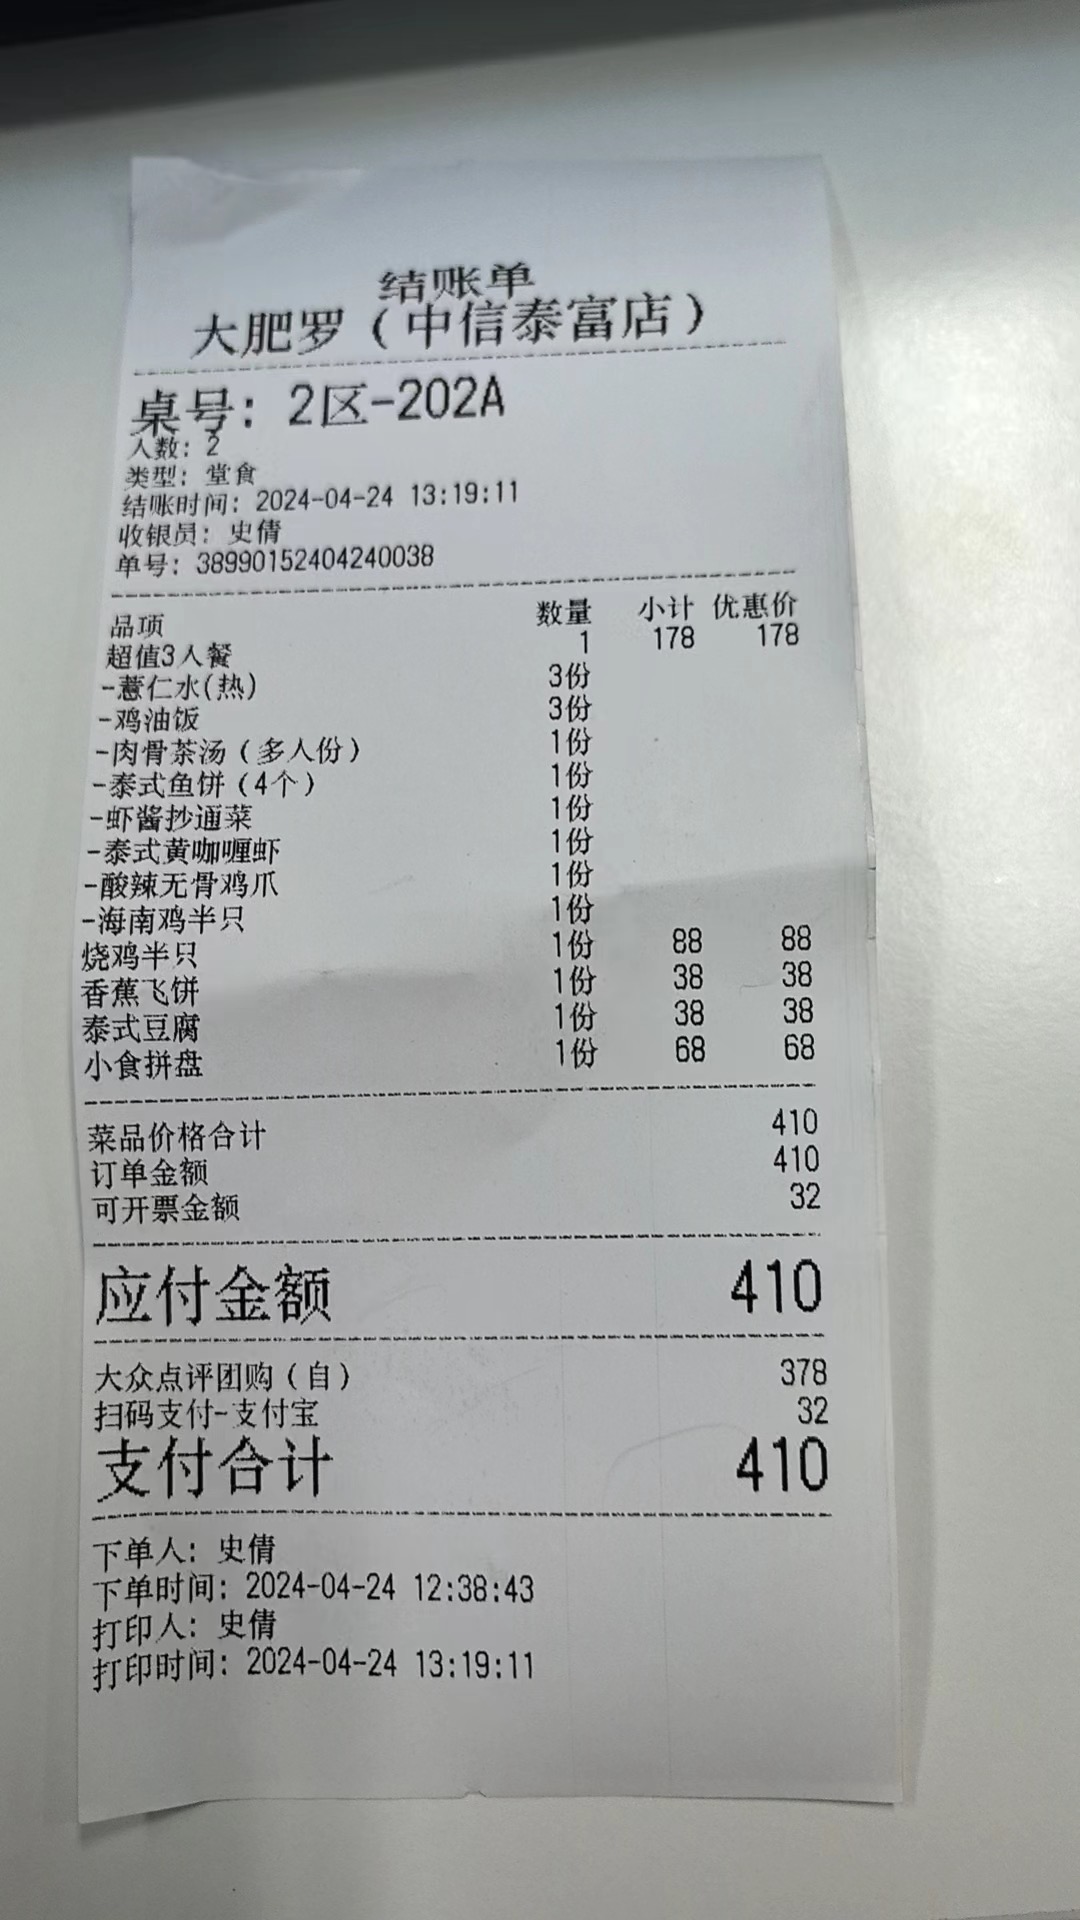 结账单
大肥罗（中信泰富店）
桌号: 2区-202A
人数: 2
类型: 堂食
结账时间: 2024-04-24 13:19:11
收银员: 史倩
单号: 38990152404240038
品项 数量 小计 优惠价
超值3人餐 1 178 178
-薏仁水(热) 3份
-鸡油饭 3份
-肉骨茶汤（多人份） 1份
-泰式鱼饼（4个） 1份
-虾酱抄通菜 1份
-泰式黄咖喱虾 1份
-酸辣无骨鸡爪 1份
-海南鸡半只 1份
烧鸡半只 1份 88 88
香蕉飞饼 1份 38 38
泰式豆腐 1份 38 38
小食拼盘 1份 68 68
菜品价格合计 410
订单金额 410
可开票金额 32
应付金额 410
大众点评团购（自） 378
扫码支付-支付宝 32
支付合计 410
下单人: 史倩
下单时间: 2024-04-24 12:38:43
打印人: 史倩
打印时间: 2024-04-24 13:19:11